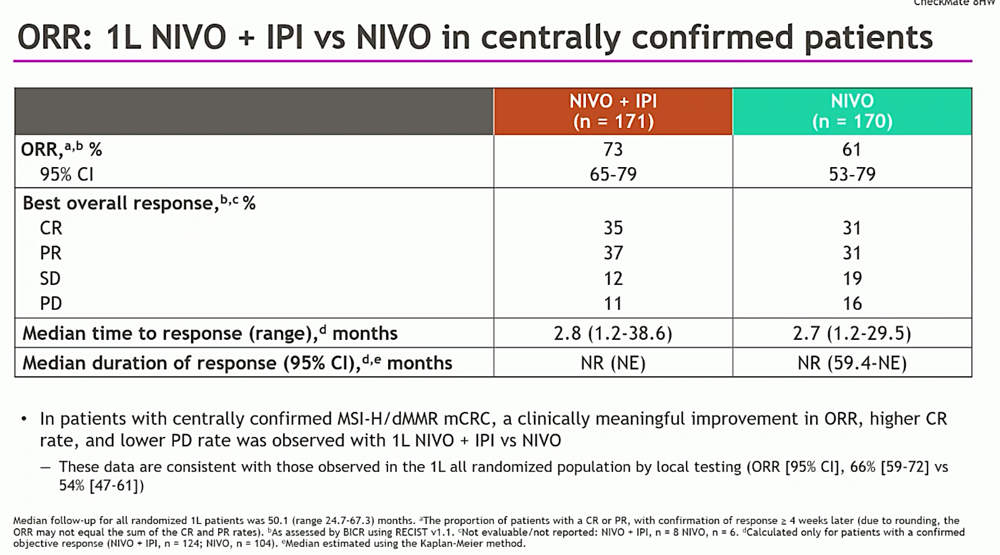 CheckMate 8HW
ORR: 1L NIVO + IPI vs NIVO in centrally confirmed patients
NIVO + IPI
(n = 171)
NIVO
(n = 170)
ORR,a,b % 73 61
95% CI 65-79 53-79
Best overall response,b,c %
CR 35 31
PR 37 31
SD 12 19
PD 11 16
Median time to response (range),d months 2.8 (1.2-38.6) 2.7 (1.2-29.5)
Median duration of response (95% CI),d,e months NR (NE) NR (59.4-NE)
• In patients with centrally confirmed MSI-H/dMMR mCRC, a clinically meaningful improvement in ORR, higher CR
rate, and lower PD rate was observed with 1L NIVO + IPI vs NIVO
— These data are consistent with those observed in the 1L all randomized population by local testing (ORR [95% CI], 66% [59-72] vs
54% [47-61])
Median follow-up for all randomized 1L patients was 50.1 (range 24.7-67.3) months. aThe proportion of patients with a CR or PR, with confirmation of response ≥ 4 weeks later (due to rounding, the
ORR may not equal the sum of the CR and PR rates). bAs assessed by BICR using RECIST v1.1. cNot evaluable/not reported: NIVO + IPI, n = 8 NIVO, n = 6. dCalculated only for patients with a confirmed
objective response (NIVO + IPI, n = 124; NIVO, n = 104). eMedian estimated using the Kaplan-Meier method.